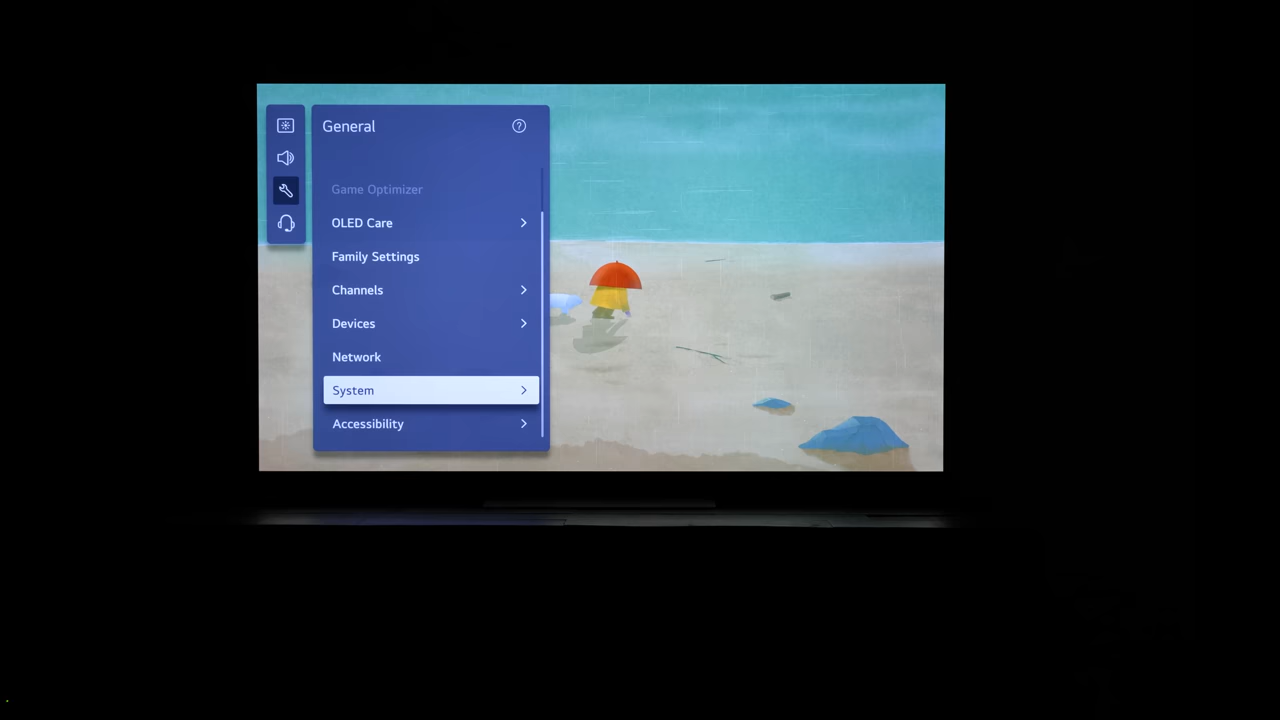 General
Game Optimizer
OLED Care
Family Settings
Channels
Devices
Network
System
Accessibility